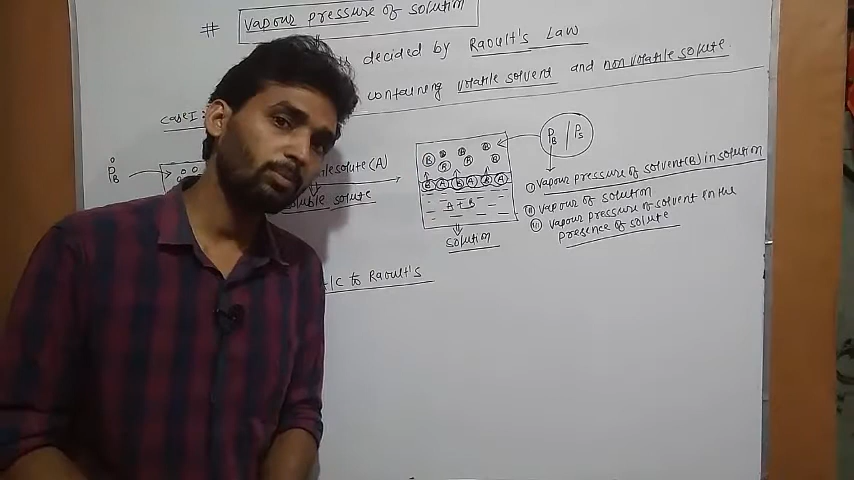 # vapour pressure of solution
decided by Raoult's Law
case I: containing volatile solvent and non volatile solute.
P°B
solute(A)
soluble solute
B B B B B B
B A B A B A
A + B
solution
PB / Ps
① vapour pressure of solvent(B) in solution
② vapour of solution
③ vapour pressure of solvent in the
presence of solute
A/C to Raoult's